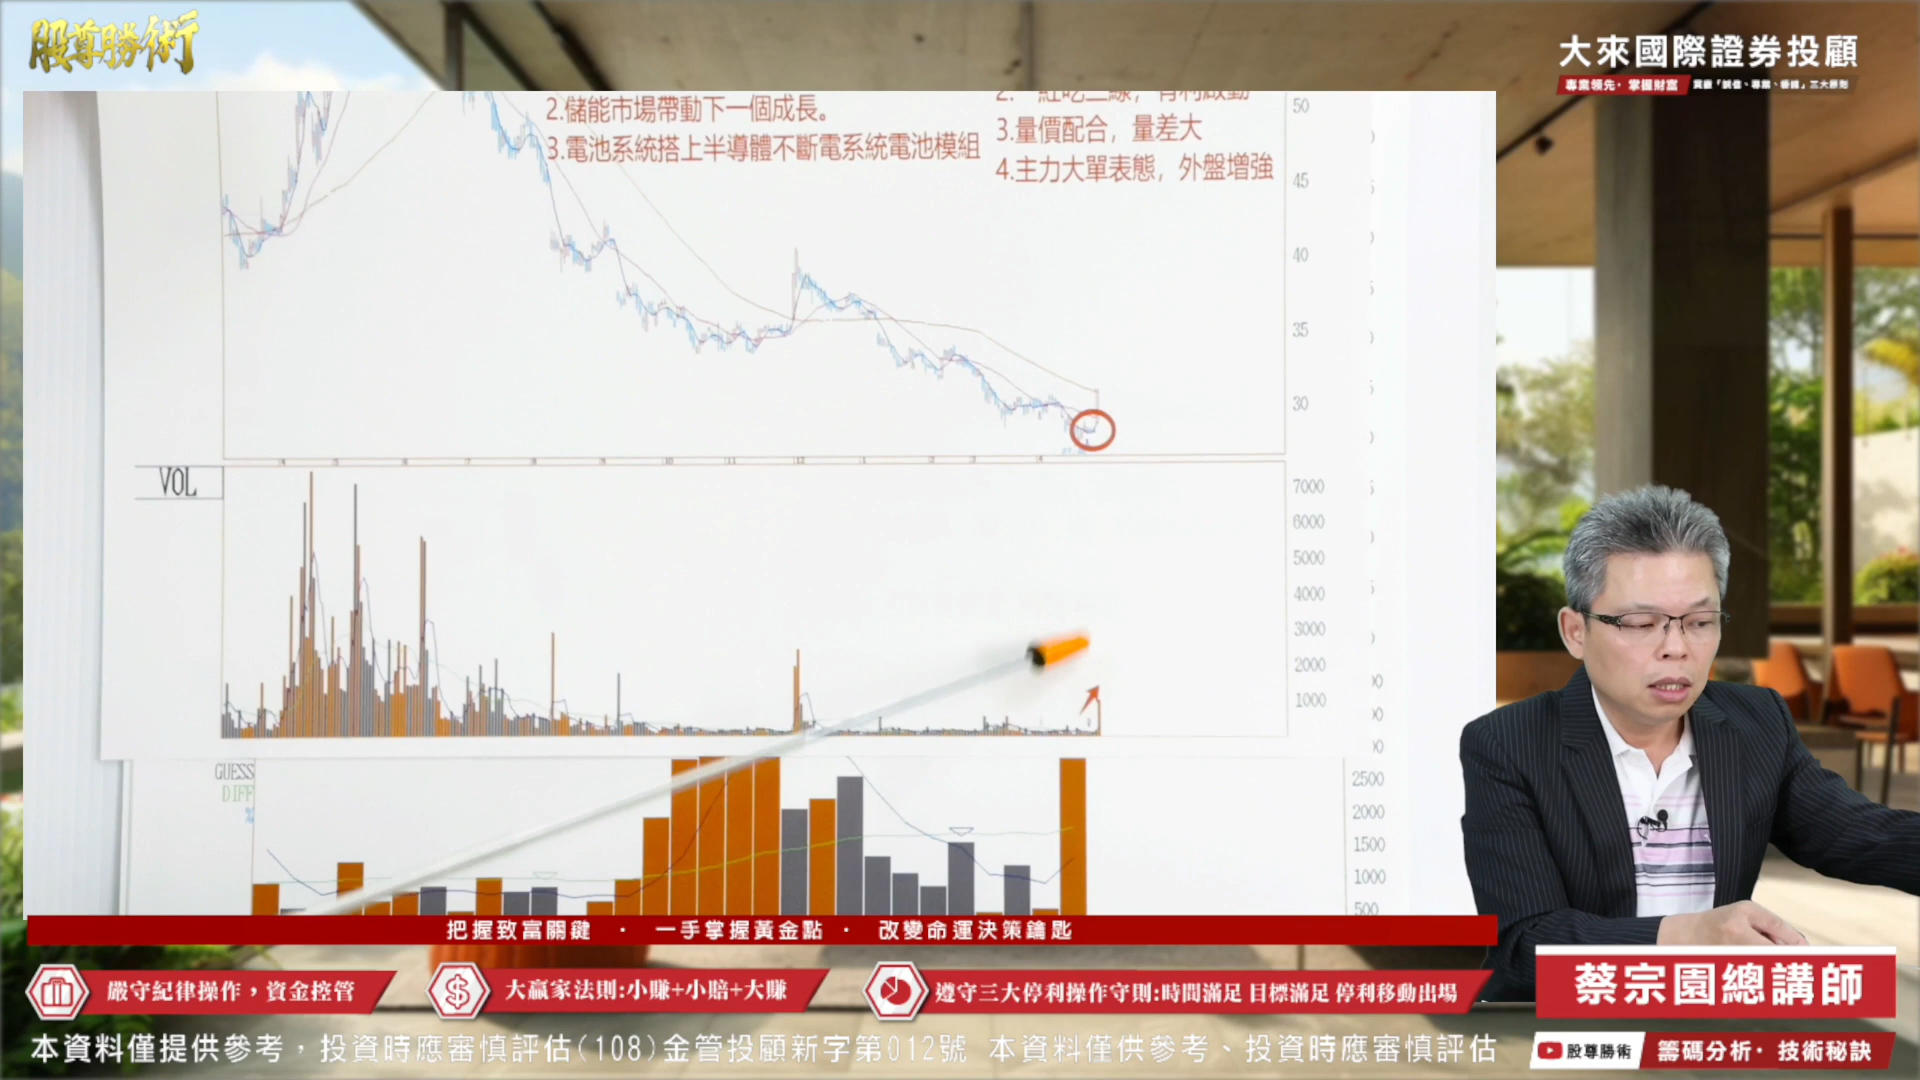 股尊勝術
大來國際證券投顧
專業領先・掌握財富
2.儲能市場帶動下一個成長。
3.電池系統搭上半導體不斷電系統電池模組
3.量價配合，量差大
4.主力大單表態，外盤增強
50
45
40
35
30
VOL
7000
6000
5000
4000
3000
2000
1000
GUESS
DIFF
2500
2000
1500
1000
500
把握致富關鍵 · 一手掌握黃金點 · 改變命運決策鑰匙
嚴守紀律操作，資金控管
大贏家法則:小賺+小賠+大賺
遵守三大停利操作守則:時間滿足 目標滿足 停利移動出場
蔡宗園總講師
本資料僅提供參考，投資時應審慎評估(108)金管投顧新字第012號 本資料僅供參考、投資時應審慎評估
股尊勝術
籌碼分析・技術秘訣